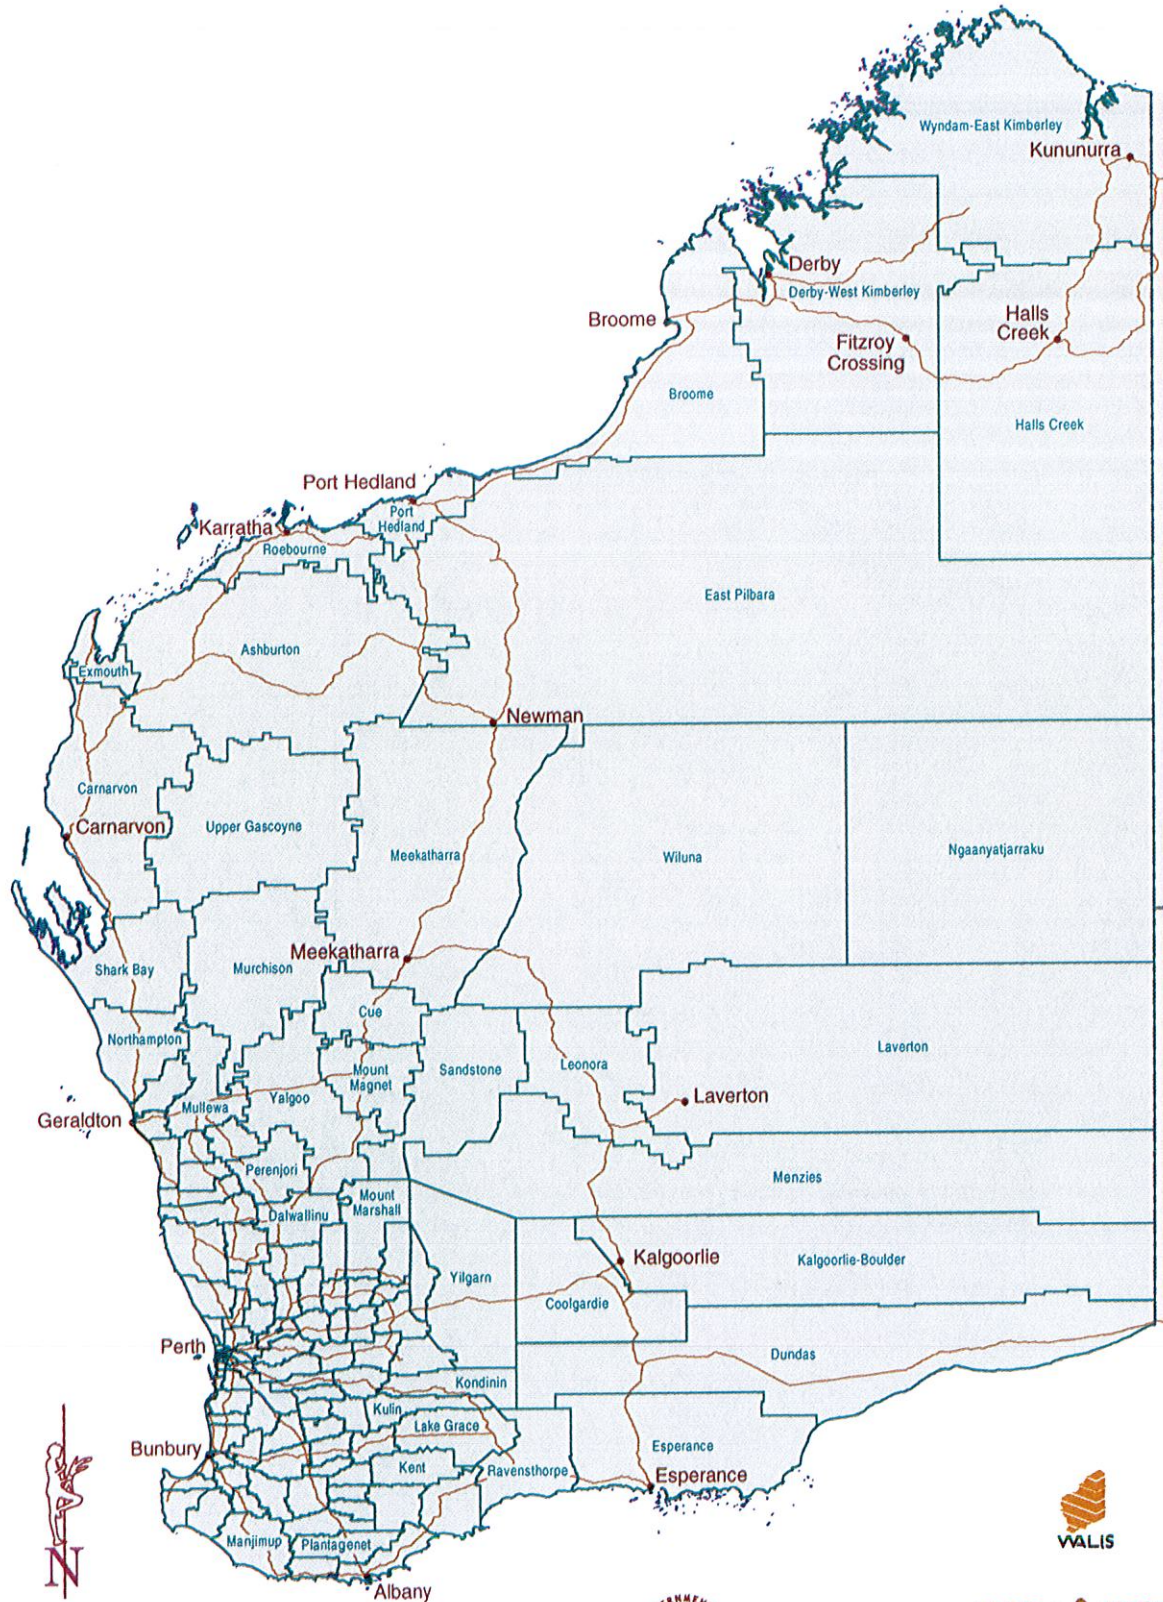 Wyndam-East Kimberley
Kununurra
Derby
Derby-West Kimberley
Broome
Halls
Creek
Fitzroy
Crossing
Broome
Halls Creek
Port Hedland
Port
Hedland
Karratha
Roebourne
East Pilbara
Ashburton
Exmouth
Newman
Carnarvon
Carnarvon
Upper Gascoyne
Meekatharra
Wiluna
Ngaanyatjarraku
Meekatharra
Shark Bay
Murchison
Cue
Northampton
Laverton
Mount
Magnet
Sandstone
Leonora
Yalgoo
Laverton
Mullewa
Geraldton
Perenjori
Menzies
Mount
Marshall
Dalwallinu
Kalgoorlie
Kalgoorlie-Boulder
Yilgarn
Coolgardie
Perth
Dundas
Kondinin
Kulin
Lake Grace
Bunbury
Esperance
Kent
Ravensthorpe
Esperance
WALIS
Manjimup
Plantagenet
N
Albany